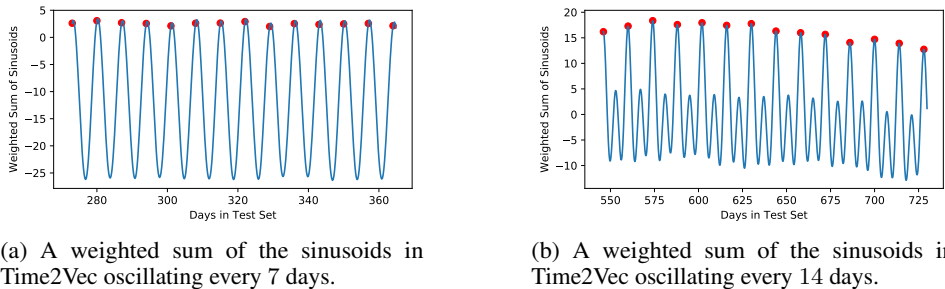 5
0
−5
−10
−15
−20
−25
Weighted Sum of Sinusoids
280 300 320 340 360
Days in Test Set
(a) A weighted sum of the sinusoids in
Time2Vec oscillating every 7 days.
20
15
10
5
0
−5
−10
Weighted Sum of Sinusoids
550 575 600 625 650 675 700 725
Days in Test Set
(b) A weighted sum of the sinusoids in
Time2Vec oscillating every 14 days.